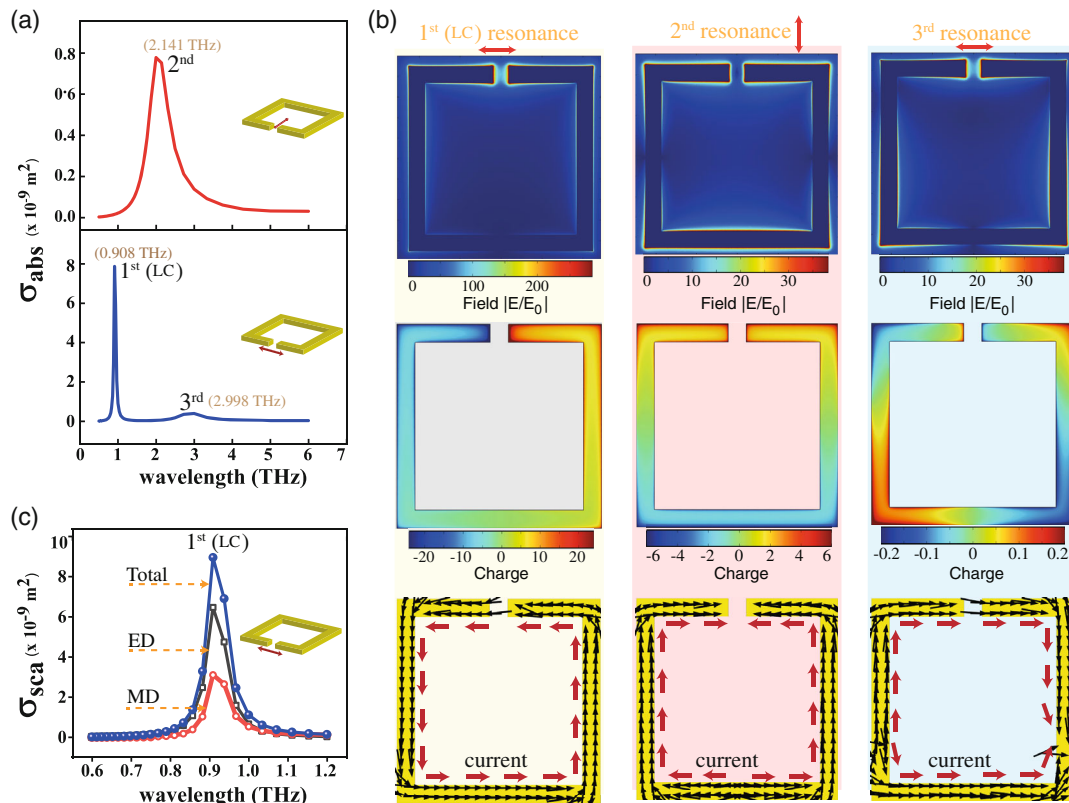 (a)
(2.141 THz)
2nd
0.8
0.6
0.4
0.2
0.0
σabs (x 10-9 m2)
(0.908 THz)
1st (LC)
3rd (2.998 THz)
8
6
4
2
0
0 1 2 3 4 5 6 7
wavelength (THz)
(b)
1st (LC) resonance
2nd resonance
3rd resonance
0 100 200
Field |E/E0|
0 10 20 30
Field |E/E0|
0 10 20 30
Field |E/E0|
-20 -10 0 10 20
Charge
-6 -4 -2 0 2 4 6
Charge
-0.2 -0.1 0 0.1 0.2
Charge
current
current
current
(c)
1st (LC)
Total
ED
MD
10
8
6
4
2
0
σsca (x 10-9 m2)
0.6 0.7 0.8 0.9 1.0 1.1 1.2
wavelength (THz)